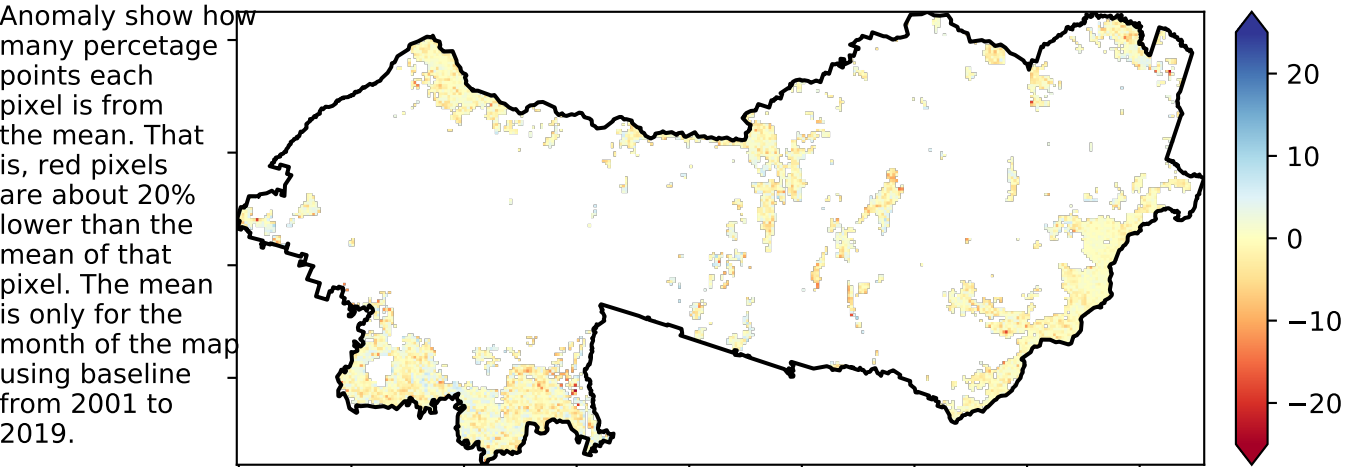 Anomaly show how
many percetage
points each
pixel is from
the mean. That
is, red pixels
are about 20%
lower than the
mean of that
pixel. The mean
is only for the
month of the map
using baseline
from 2001 to
2019.
20
10
0
−10
−20